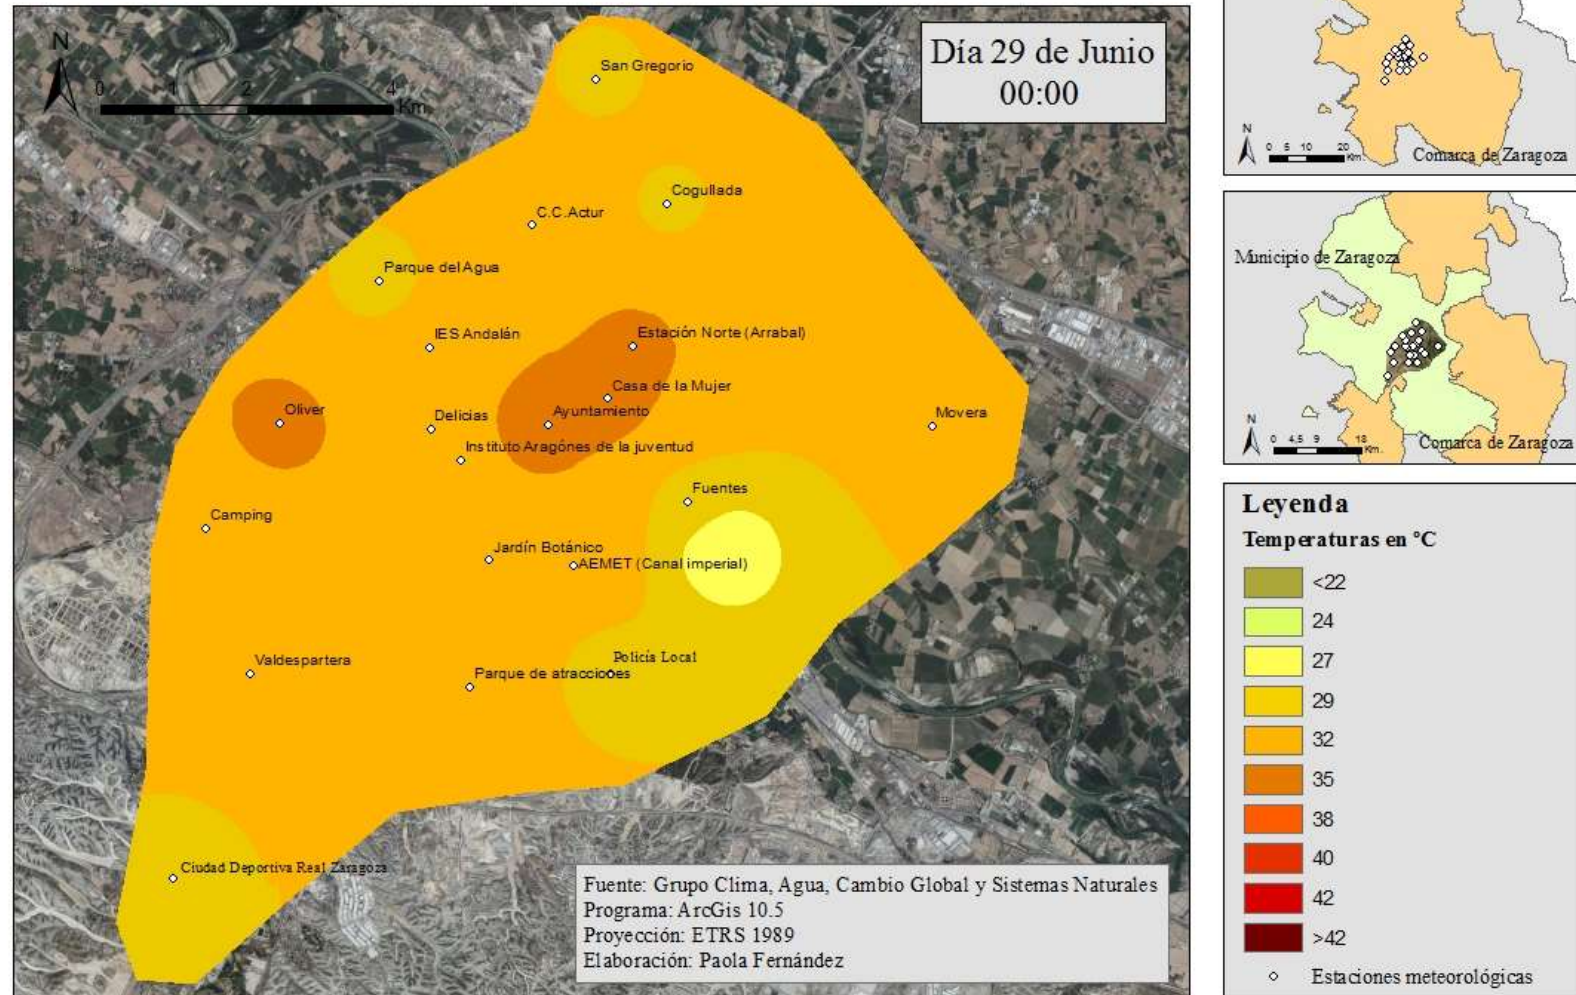 N
0 1 2 4
Km.
Día 29 de Junio
00:00
San Gregorio
Cogullada
C.C.Actur
Parque del Agua
IES Andalán
Estación Norte (Arrabal)
Casa de la Mujer
Oliver
Delicias
Ayuntamiento
Movera
Instituto Aragónes de la juventud
Fuentes
Camping
Jardín Botánico
AEMET (Canal imperial)
Policía Local
Valdespartera
Parque de atracciones
Ciudad Deportiva Real Zaragoza
Fuente: Grupo Clima, Agua, Cambio Global y Sistemas Naturales
Programa: ArcGis 10.5
Proyección: ETRS 1989
Elaboración: Paola Fernández
N
0 5 10 20
Km.
Comarca de Zaragoza
Municipio de Zaragoza
N
0 4,5 9 18
Km.
Comarca de Zaragoza
Leyenda
Temperaturas en °C
<22
24
27
29
32
35
38
40
42
>42
Estaciones meteorológicas